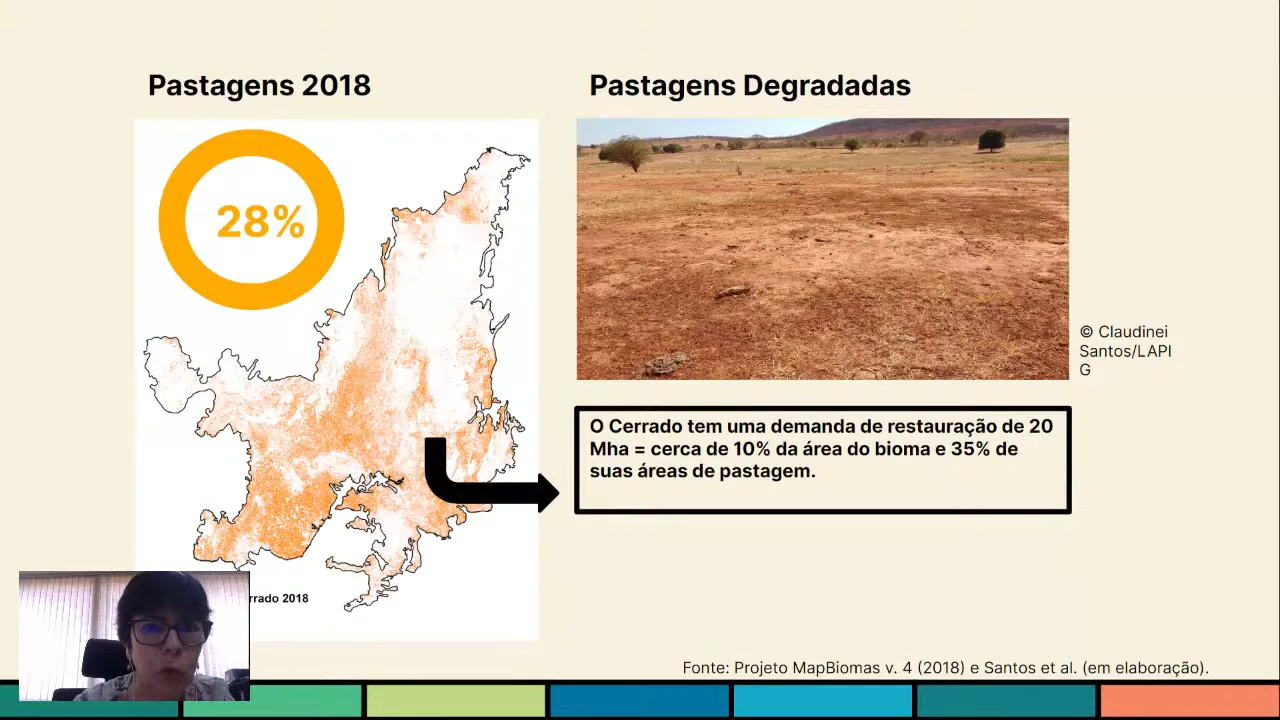 Pastagens 2018
28%
rrado 2018
Pastagens Degradadas
© Claudinei
Santos/LAPI
G
O Cerrado tem uma demanda de restauração de 20
Mha = cerca de 10% da área do bioma e 35% de
suas áreas de pastagem.
Fonte: Projeto MapBiomas v. 4 (2018) e Santos et al. (em elaboração).